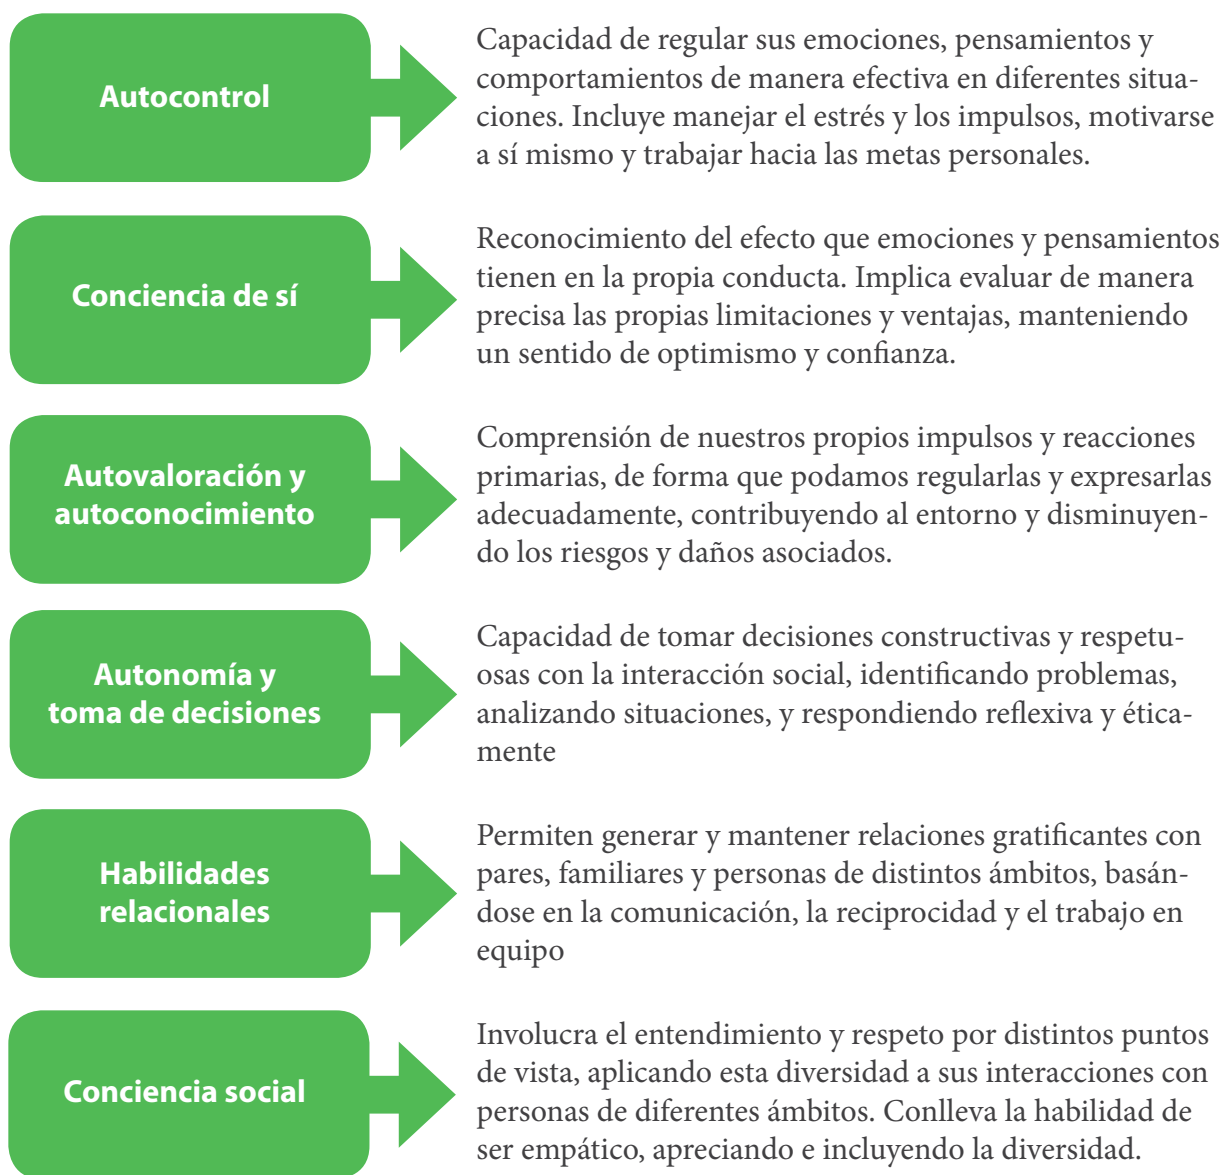 Autocontrol
Capacidad de regular sus emociones, pensamientos y
comportamientos de manera efectiva en diferentes situa-
ciones. Incluye manejar el estrés y los impulsos, motivarse
a sí mismo y trabajar hacia las metas personales.
Conciencia de sí
Reconocimiento del efecto que emociones y pensamientos
tienen en la propia conducta. Implica evaluar de manera
precisa las propias limitaciones y ventajas, manteniendo
un sentido de optimismo y confianza.
Autovaloración y
autoconocimiento
Comprensión de nuestros propios impulsos y reacciones
primarias, de forma que podamos regularlas y expresarlas
adecuadamente, contribuyendo al entorno y disminuyen-
do los riesgos y daños asociados.
Autonomía y
toma de decisiones
Capacidad de tomar decisiones constructivas y respetu-
osas con la interacción social, identificando problemas,
analizando situaciones, y respondiendo reflexiva y ética-
mente
Habilidades
relacionales
Permiten generar y mantener relaciones gratificantes con
pares, familiares y personas de distintos ámbitos, basán-
dose en la comunicación, la reciprocidad y el trabajo en
equipo
Conciencia social
Involucra el entendimiento y respeto por distintos puntos
de vista, aplicando esta diversidad a sus interacciones con
personas de diferentes ámbitos. Conlleva la habilidad de
ser empático, apreciando e incluyendo la diversidad.